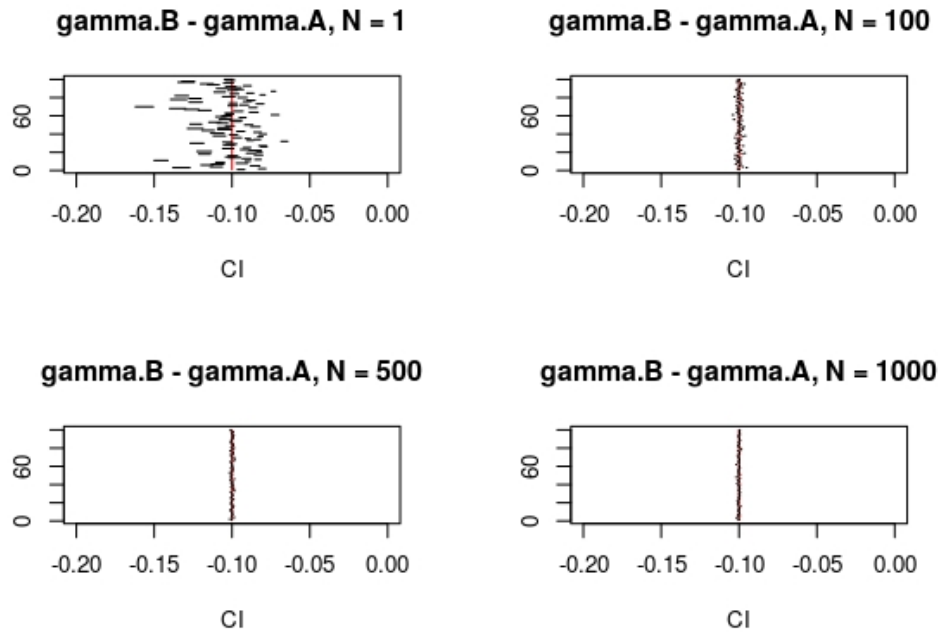 gamma.B - gamma.A, N = 1
60
0
-0.20 -0.15 -0.10 -0.05 0.00
CI
gamma.B - gamma.A, N = 100
60
0
-0.20 -0.15 -0.10 -0.05 0.00
CI
gamma.B - gamma.A, N = 500
60
0
-0.20 -0.15 -0.10 -0.05 0.00
CI
gamma.B - gamma.A, N = 1000
60
0
-0.20 -0.15 -0.10 -0.05 0.00
CI